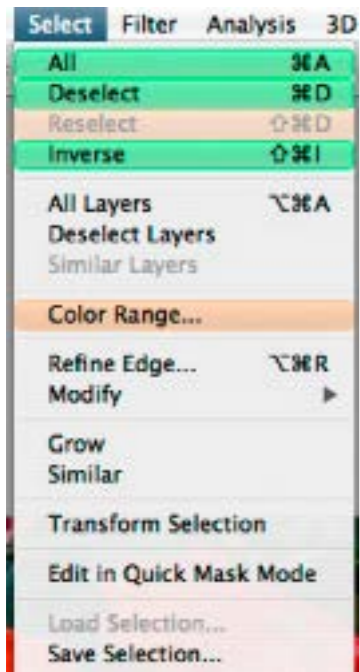 Select Filter Analysis 3D
All ⌘A
Deselect ⌘D
Reselect ⇧⌘D
Inverse ⇧⌘I
All Layers ⌥⌘A
Deselect Layers
Similar Layers
Color Range...
Refine Edge... ⌥⌘R
Modify ▶
Grow
Similar
Transform Selection
Edit in Quick Mask Mode
Load Selection...
Save Selection...